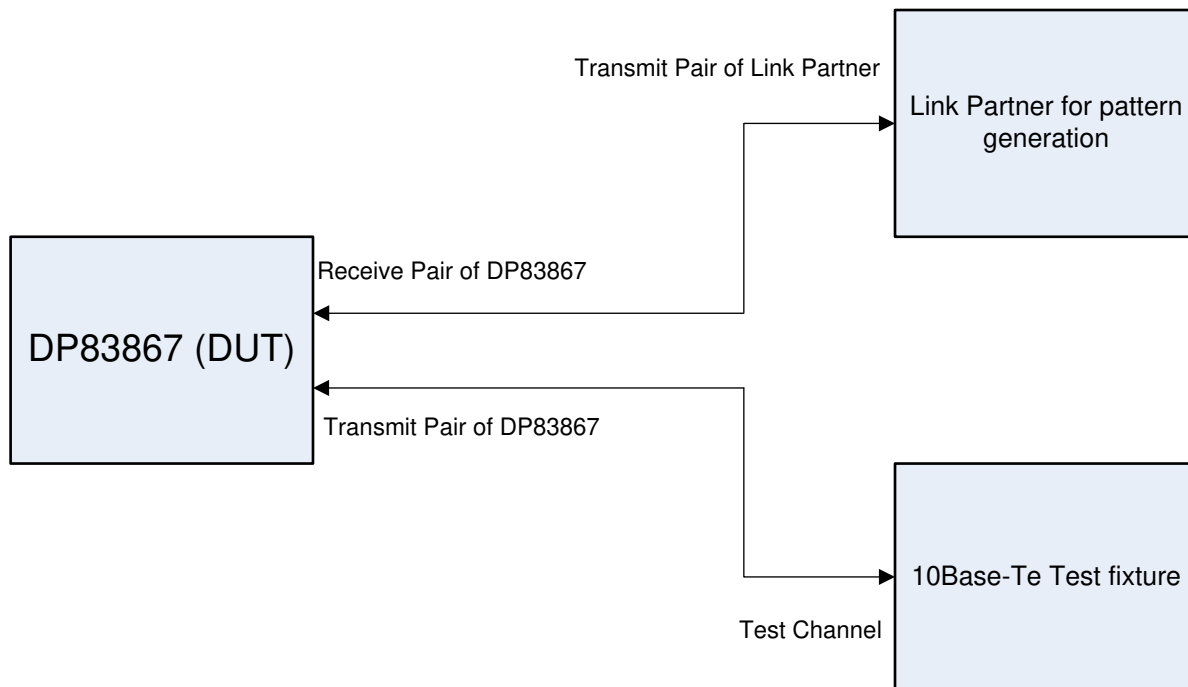 Transmit Pair of Link Partner
Link Partner for pattern
generation
Receive Pair of DP83867
DP83867 (DUT)
Transmit Pair of DP83867
10Base-Te Test fixture
Test Channel